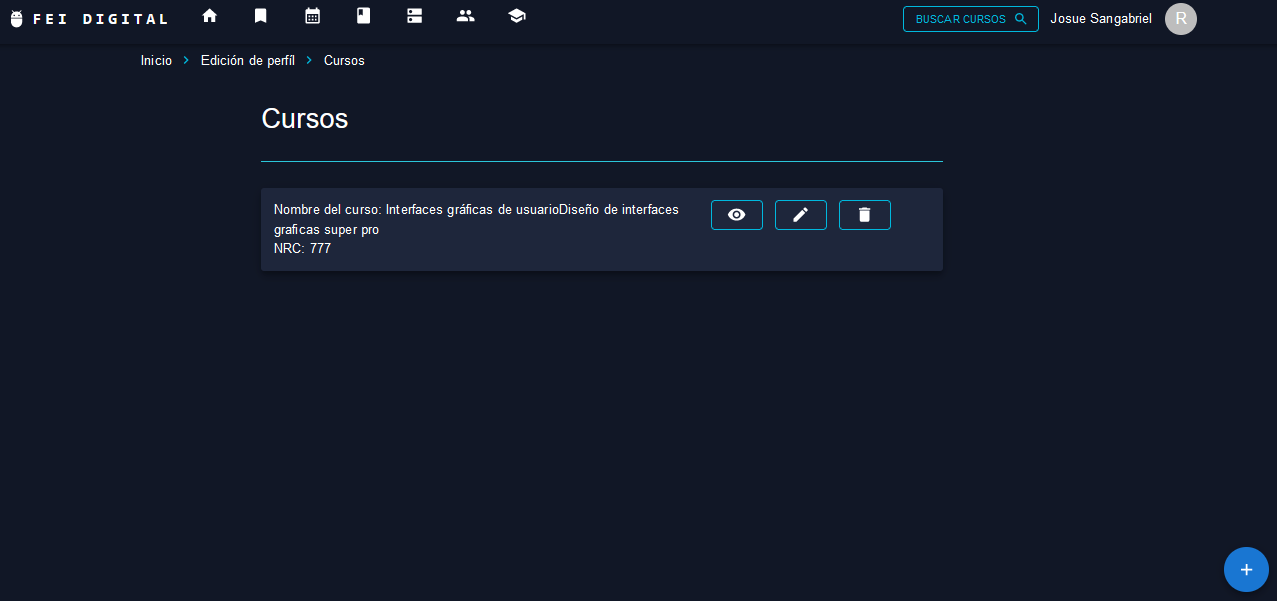 FEI DIGITAL
BUSCAR CURSOS
Josue Sangabriel
R
Inicio > Edición de perfíl > Cursos
Cursos
Nombre del curso: Interfaces gráficas de usuarioDiseño de interfaces
graficas super pro
NRC: 777
+